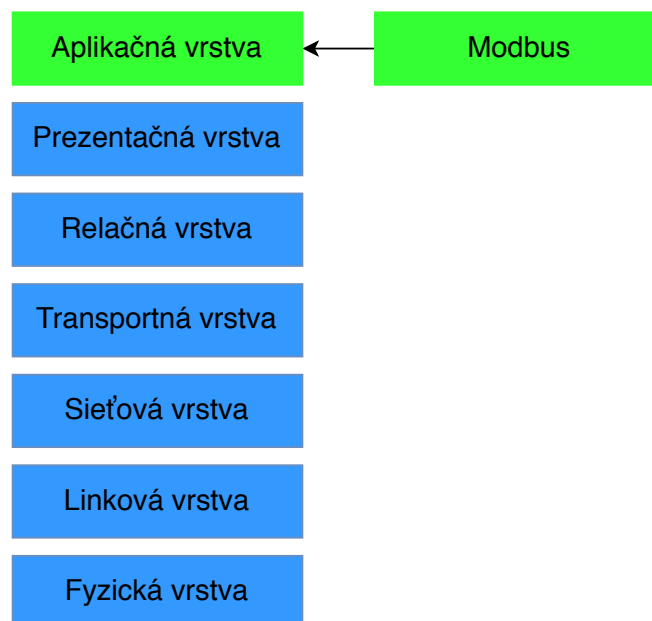 Aplikačná vrstva
Modbus
Prezentačná vrstva
Relačná vrstva
Transportná vrstva
Sieťová vrstva
Linková vrstva
Fyzická vrstva